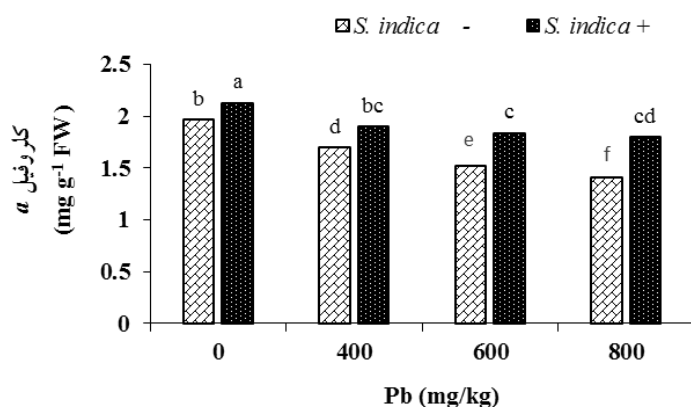 S. indica - S. indica +
2.5
2
1.5
1
0.5
0
کلروفیل a
(mg g⁻¹ FW)
b a d bc e c f cd
0 400 600 800
Pb (mg/kg)